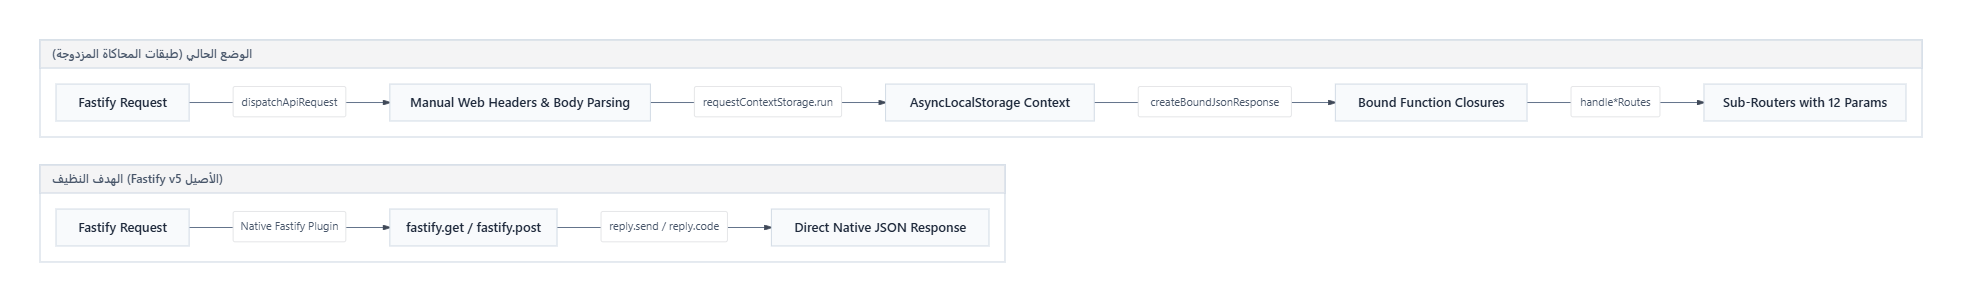 الوضع الحالي (طبقات المحاكاة المزدوجة)
Fastify Request
dispatchApiRequest
Manual Web Headers & Body Parsing
requestContextStorage.run
AsyncLocalStorage Context
createBoundJsonResponse
Bound Function Closures
handle*Routes
Sub-Routers with 12 Params
الهدف النظيف (Fastify v5 الأصيل)
Fastify Request
Native Fastify Plugin
fastify.get / fastify.post
reply.send / reply.code
Direct Native JSON Response